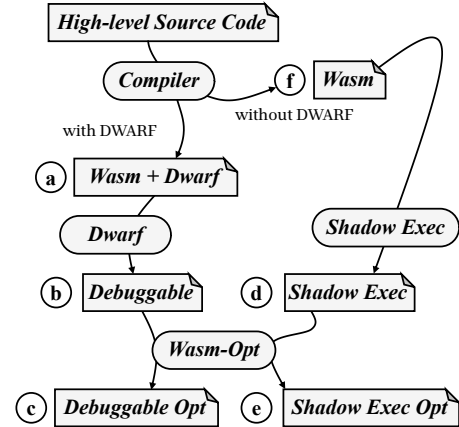 High-level Source Code
Compiler
f
Wasm
with DWARF
without DWARF
a
Wasm + Dwarf
Dwarf
Shadow Exec
b
Debuggable
d
Shadow Exec
Wasm-Opt
c
Debuggable Opt
e
Shadow Exec Opt